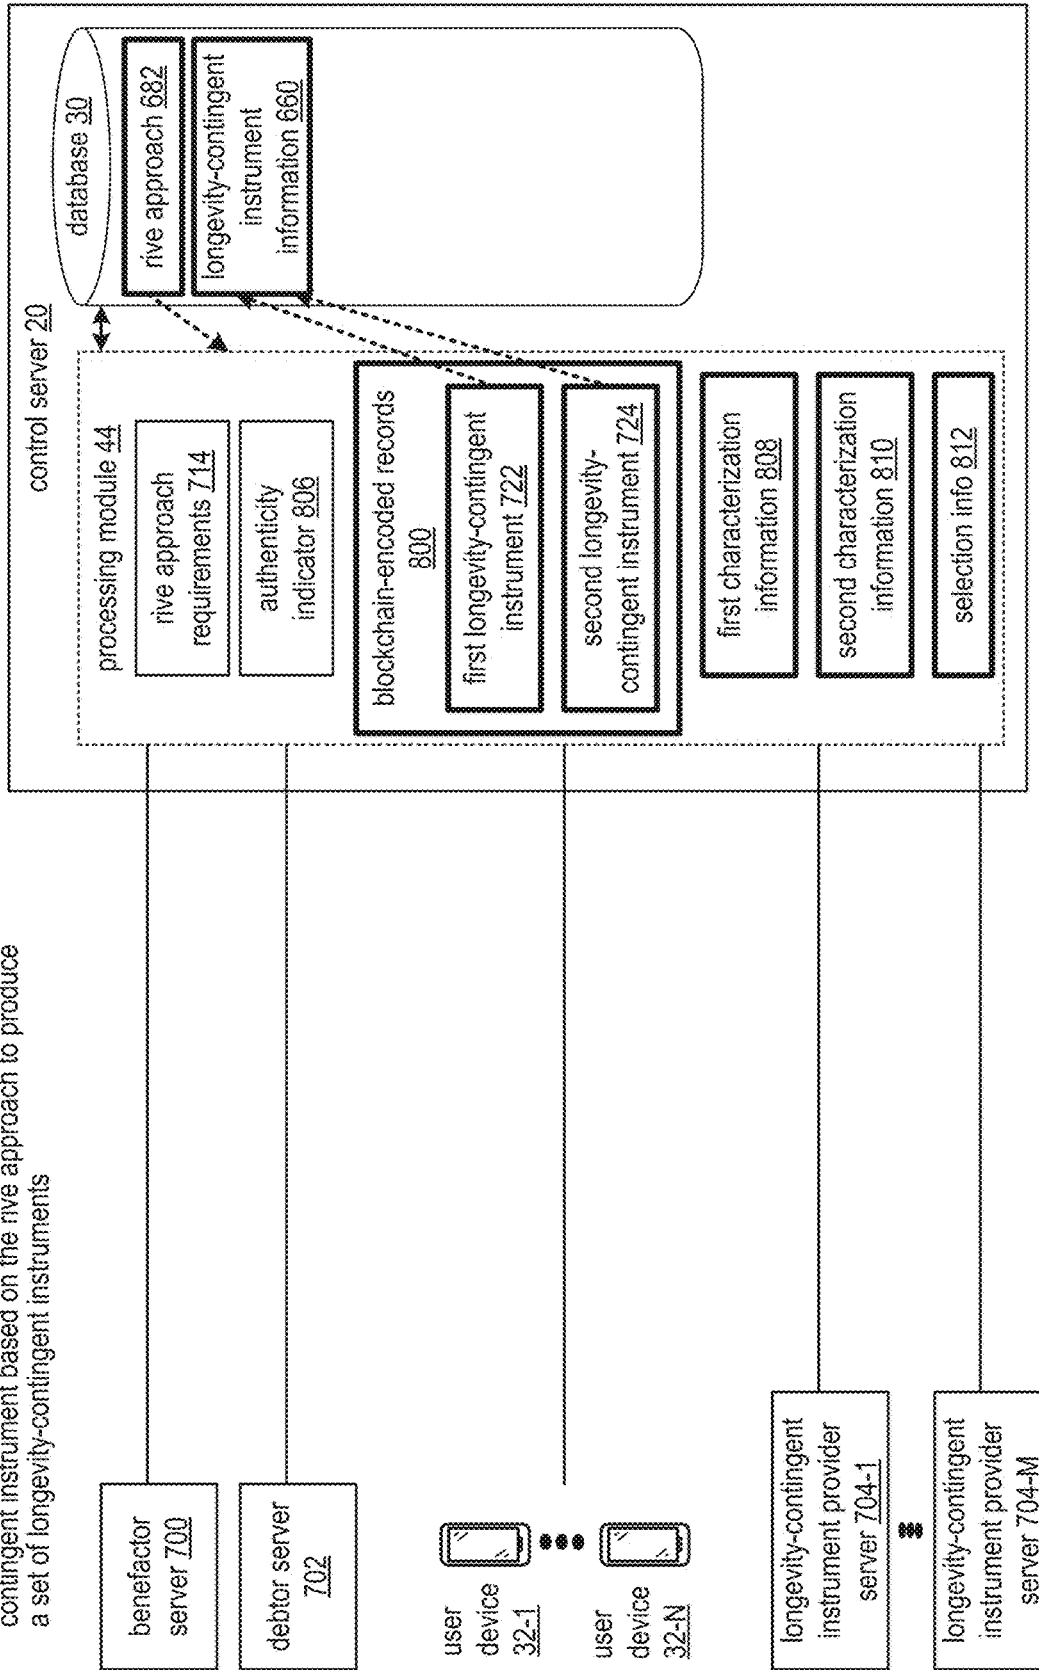 contingent instrument based on the rive approach to produce
a set of longevity-contingent instruments
control server 20
database 30
rive approach 682
longevity-contingent
instrument
information 660
processing module 44
rive approach
requirements 714
authenticity
indicator 806
blockchain-encoded records
800
first longevity-contingent
instrument 722
second longevity-
contingent instrument 724
first characterization
information 808
second characterization
information 810
selection info 812
benefactor
server 700
debtor server
702
user
device
32-1
user
device
32-N
longevity-contingent
instrument provider
server 704-1
longevity-contingent
instrument provider
server 704-M